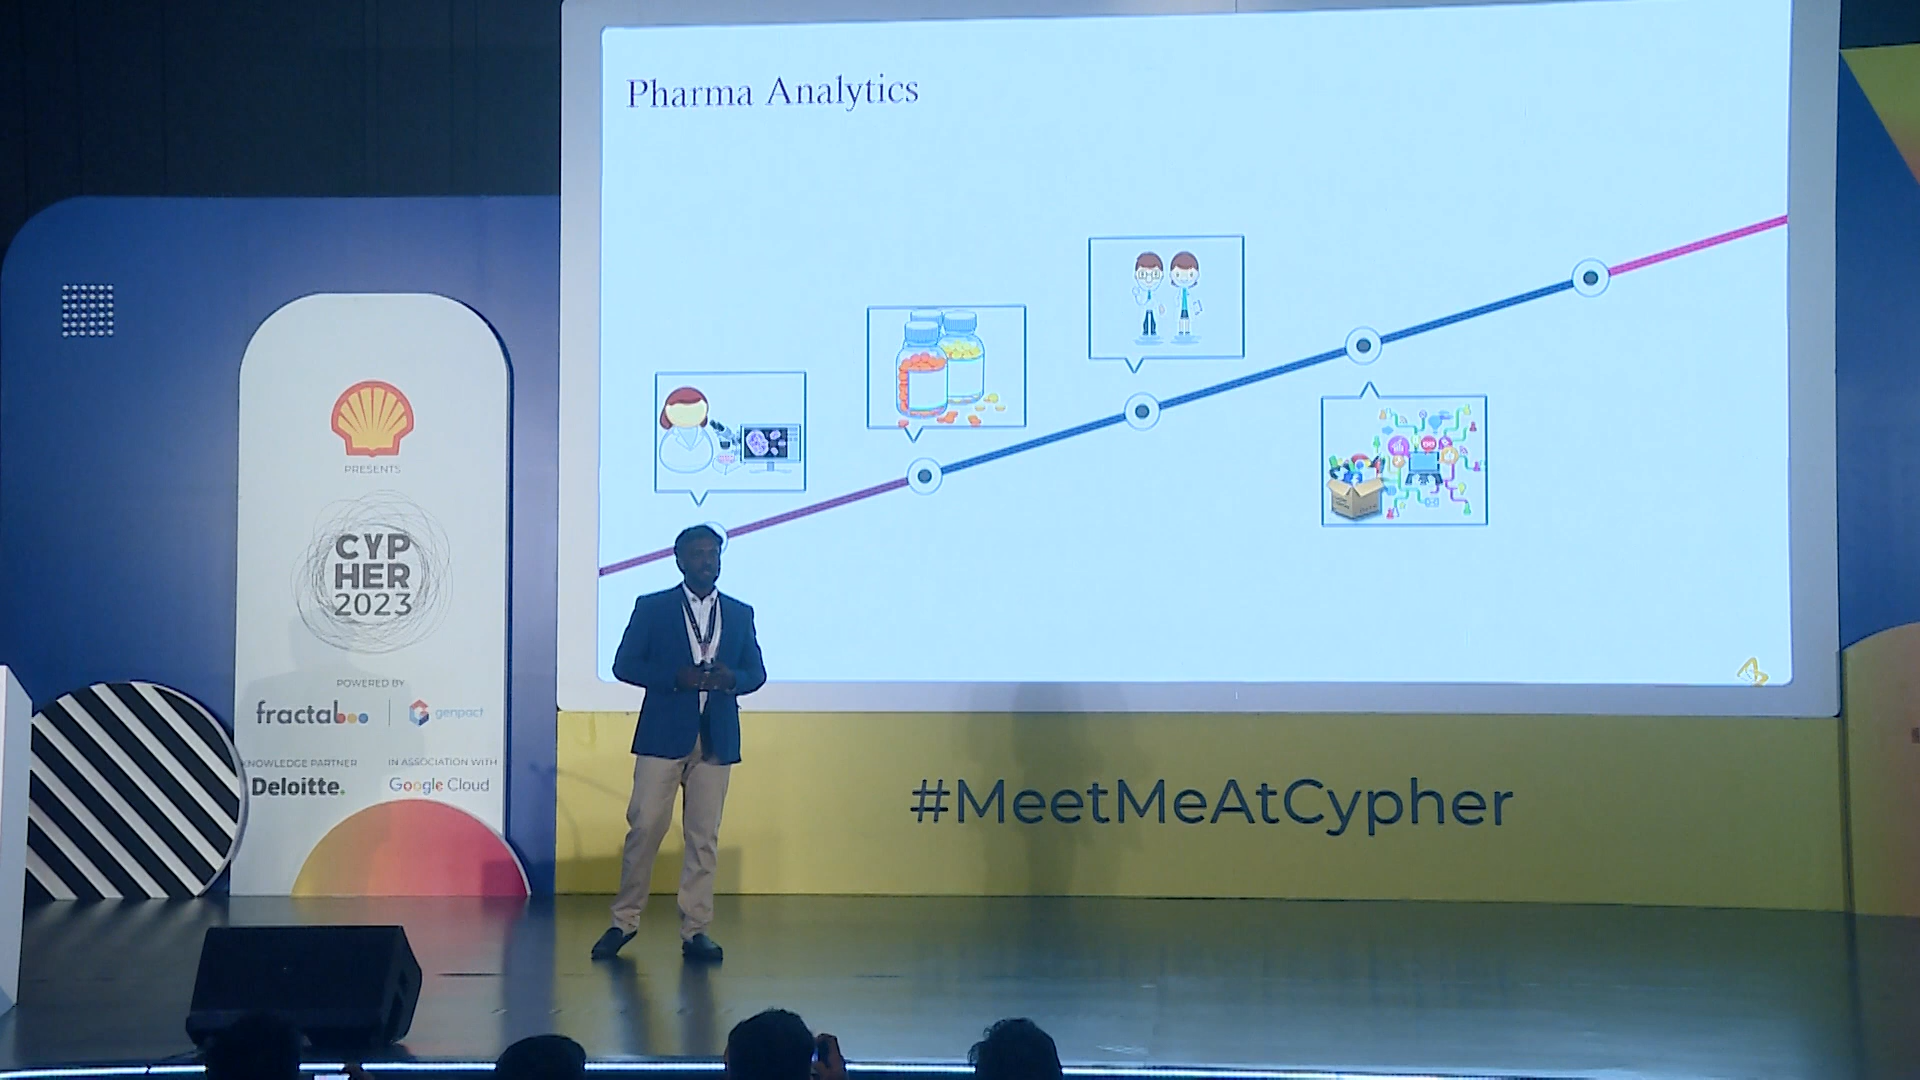 Pharma Analytics
PRESENTS
CYP
HER
2023
POWERED BY
fractal
genpact
KNOWLEDGE PARTNER
IN ASSOCIATION WITH
Deloitte.
Google Cloud
#MeetMeAtCypher